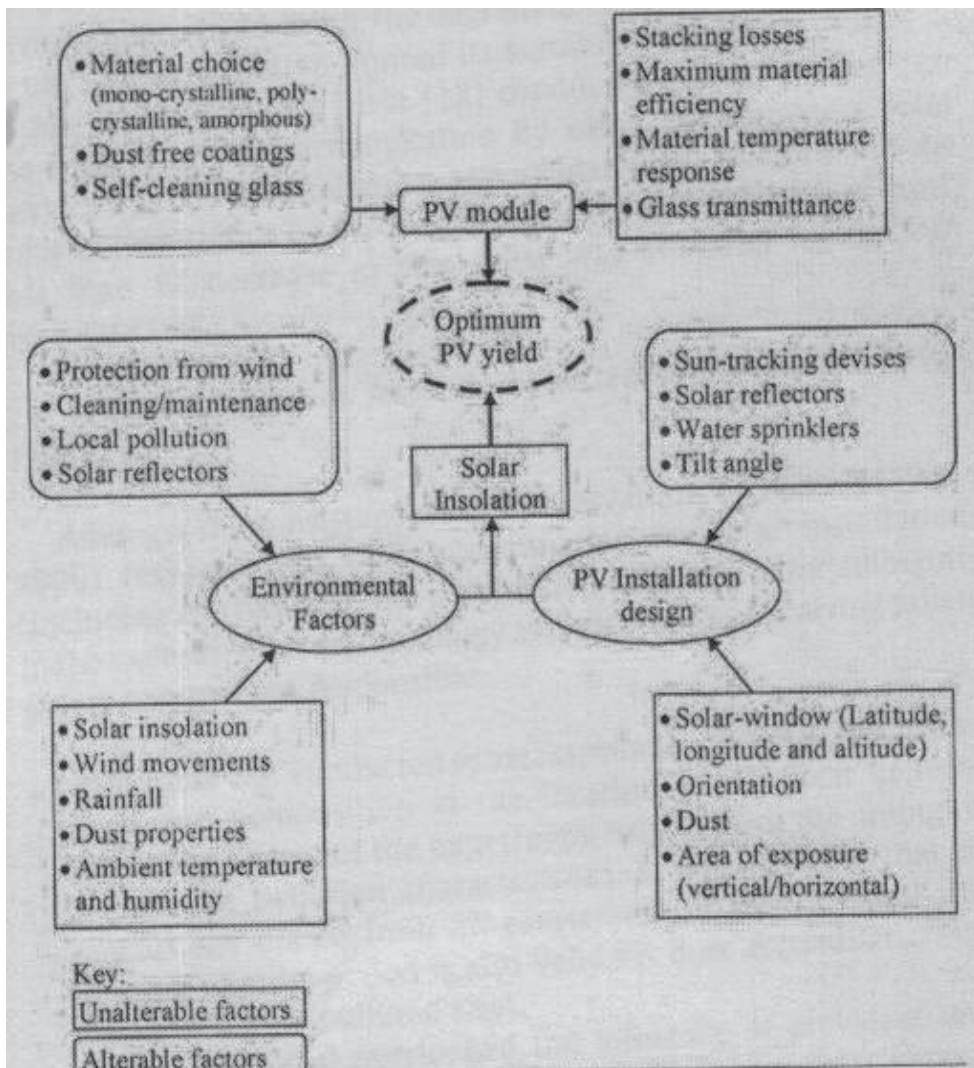 • Material choice
(mono-crystalline, poly-
crystalline, amorphous)
• Dust free coatings
• Self-cleaning glass
• Stacking losses
• Maximum material
efficiency
• Material temperature
response
• Glass transmittance
PV module
Optimum
PV yield
• Protection from wind
• Cleaning/maintenance
• Local pollution
• Solar reflectors
• Sun-tracking devises
• Solar reflectors
• Water sprinklers
• Tilt angle
Solar
Insolation
Environmental
Factors
PV Installation
design
• Solar insolation
• Wind movements
• Rainfall
• Dust properties
• Ambient temperature
and humidity
• Solar-window (Latitude,
longitude and altitude)
• Orientation
• Dust
• Area of exposure
(vertical/horizontal)
Key:
Unalterable factors
Alterable factors